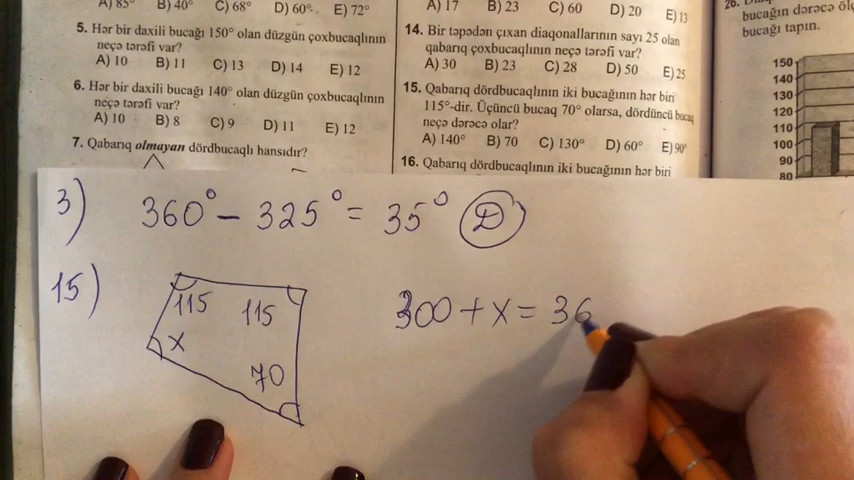 A) 85° B) 40° C) 68° D) 60° E) 72°
5. Hər bir daxili bucağı 150° olan düzgün çoxbucaqlının
neçə tərəfi var?
A) 10 B) 11 C) 13 D) 14 E) 12
6. Hər bir daxili bucağı 140° olan düzgün çoxbucaqlının
neçə tərəfi var?
A) 10 B) 8 C) 9 D) 11 E) 12
7. Qabarıq olmayan dördbucaqlı hansıdır?
A) 17 B) 23 C) 60 D) 20 E) 13
14. Bir təpədən çıxan diaqonallarının sayı 25 olan
qabarıq çoxbucaqlının neçə tərəfi var?
A) 30 B) 23 C) 28 D) 50 E) 25
15. Qabarıq dördbucaqlının iki bucağının hər biri
115°-dir. Üçüncü bucaq 70° olarsa, dördüncü bucaq
neçə dərəcə olar?
A) 140° B) 70 C) 130° D) 60° E) 90°
16. Qabarıq dördbucaqlının iki bucağının hər biri
26.
bucağın dərəcə
bucağı tapın.
150
140
130
120
110
100
90
80
3) 360° - 325° = 35° D
15) 115 115 300 + x = 36
x
70